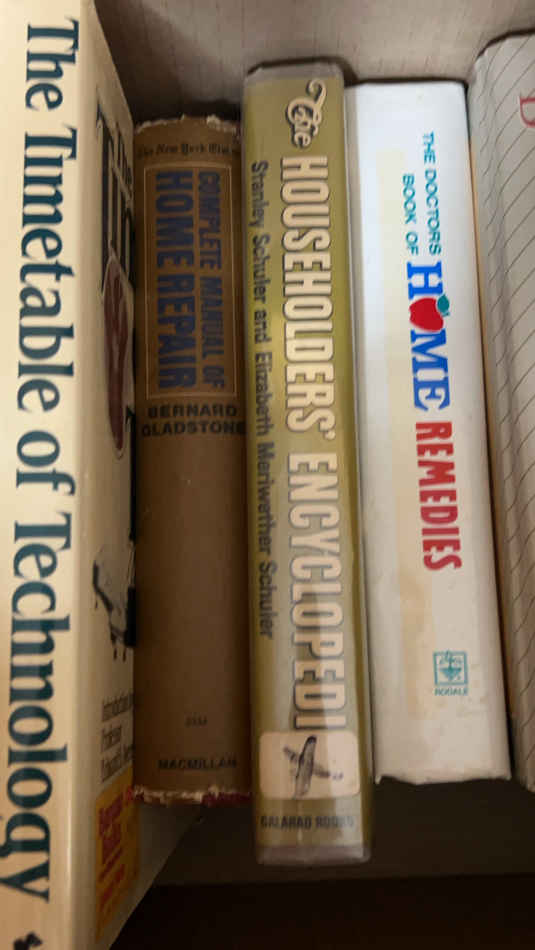 The Timetable of Technology
The New York Times
COMPLETE MANUAL OF
HOME REPAIR
BERNARD
GLADSTONE
MACMILLAN
The HOUSEHOLDERS' ENCYCLOPEDI
Stanley Schuler and Elizabeth Meriwether Schuler
GALAHAD BOOKS
THE DOCTORS
BOOK OF
HOME REMEDIES
RODALE